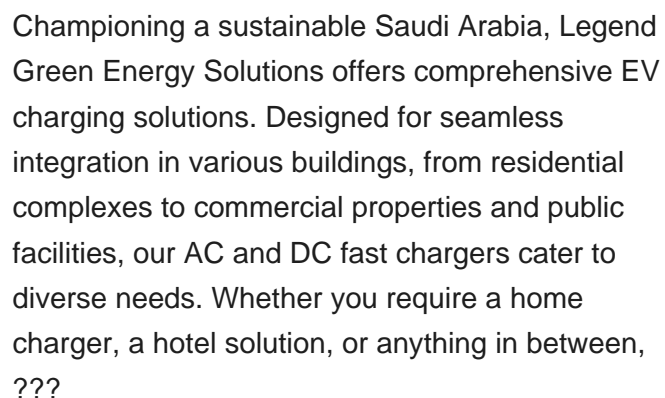 Championing a sustainable Saudi Arabia, Legend
Green Energy Solutions offers comprehensive EV
charging solutions. Designed for seamless
integration in various buildings, from residential
complexes to commercial properties and public
facilities, our AC and DC fast chargers cater to
diverse needs. Whether you require a home
charger, a hotel solution, or anything in between,
???